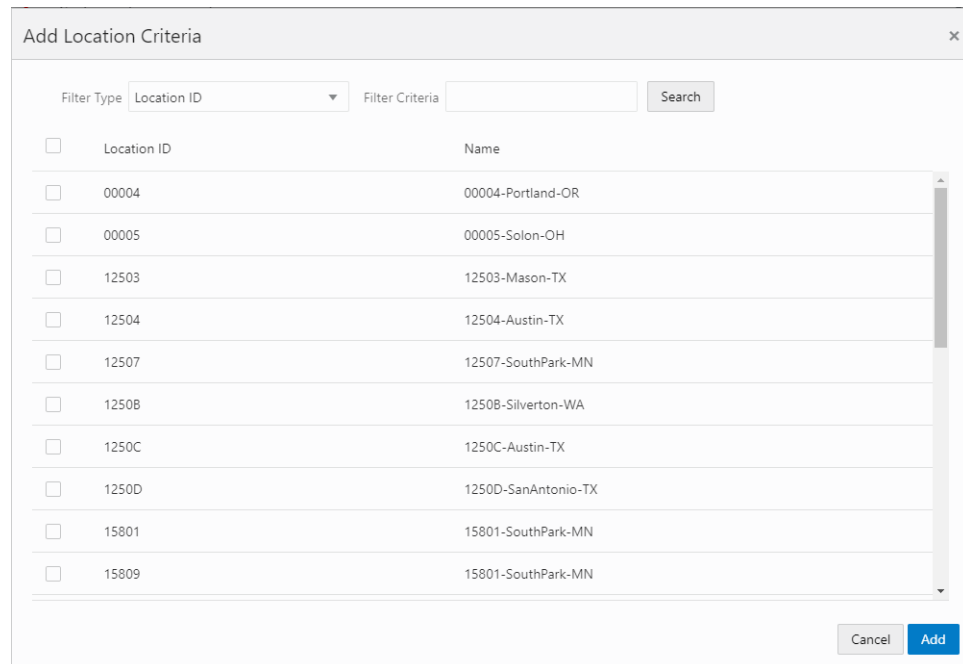 Add Location Criteria ×
Filter Type Location ID Filter Criteria Search
Location ID Name
00004 00004-Portland-OR
00005 00005-Solon-OH
12503 12503-Mason-TX
12504 12504-Austin-TX
12507 12507-SouthPark-MN
1250B 1250B-Silverton-WA
1250C 1250C-Austin-TX
1250D 1250D-SanAntonio-TX
15801 15801-SouthPark-MN
15809 15801-SouthPark-MN
Cancel Add